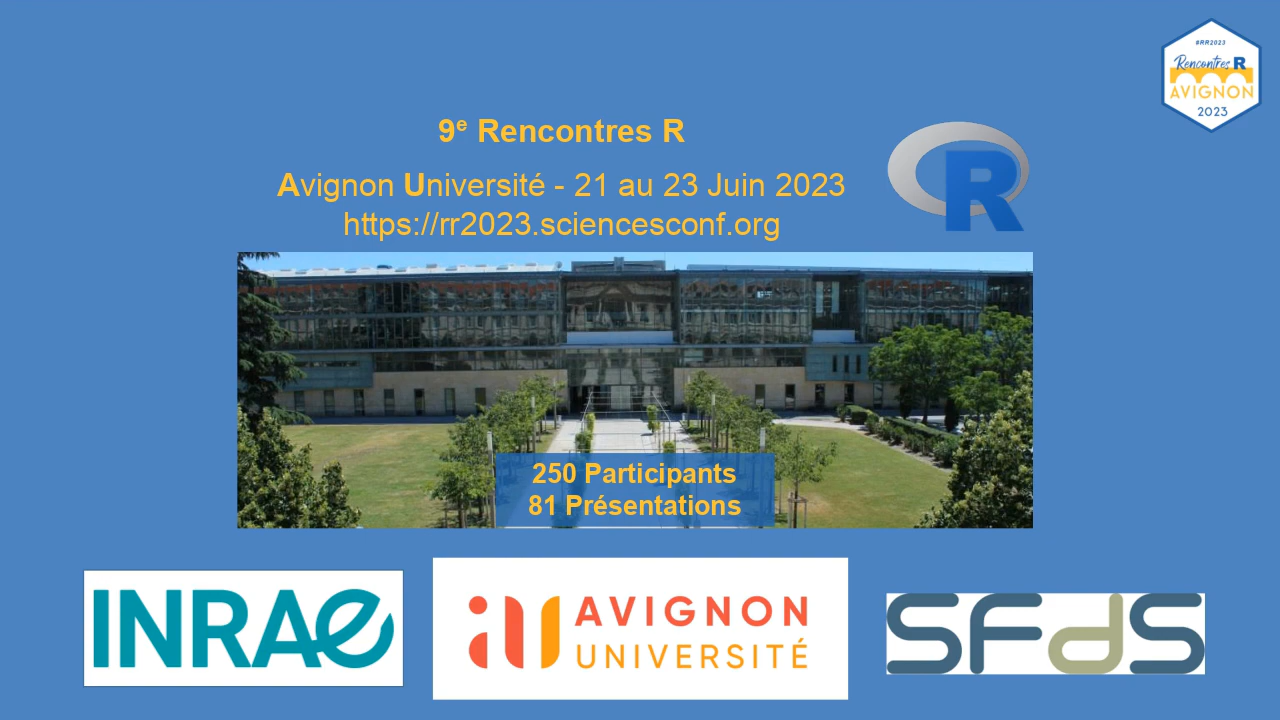 #RR2023
Rencontres R
AVIGNON
2023
9e Rencontres R
Avignon Université - 21 au 23 Juin 2023
https://rr2023.sciencesconf.org
R
250 Participants
81 Présentations
INRAE
au AVIGNON
UNIVERSITÉ
SFdS